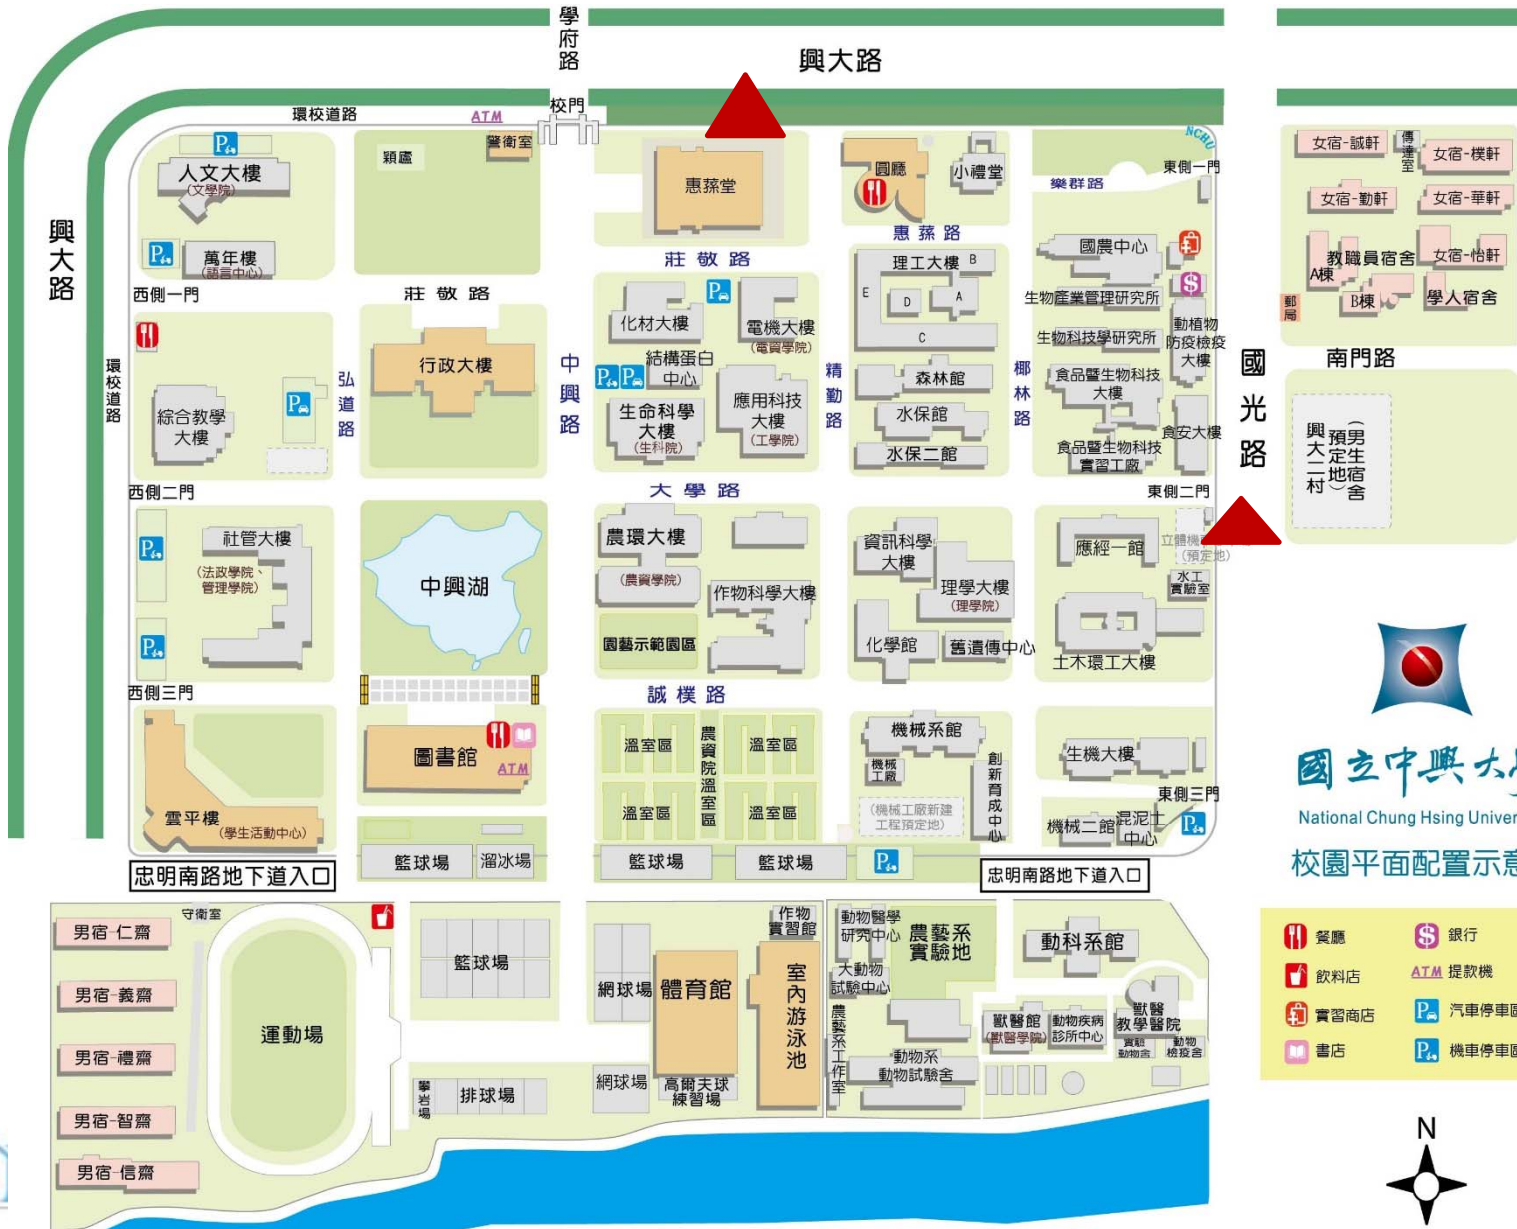 學府路
興大路
校門
環校道路
ATM
警衛室
穎廬
人文大樓
(文學院)
惠蓀堂
圓廳
小禮堂
樂群路
NCHU
東側一門
女宿-誠軒
傳達室
女宿-樸軒
女宿-勤軒
女宿-華軒
興大路
萬年樓
(語言中心)
西側一門
莊敬路
莊敬路
惠蓀路
理工大樓
A
B
C
D
E
國農中心
生物產業管理研究所
生物科技學研究所
動植物
防疫檢疫
大樓
A棟
教職員宿舍
女宿-怡軒
B棟
學人宿舍
郵局
南門路
化材大樓
電機大樓
(電資學院)
行政大樓
環校道路
弘道路
中興路
結構蛋白
中心
生命科學
大樓
(生科院)
應用科技
大樓
(工學院)
精勤路
森林館
水保館
水保二館
椰林路
食品暨生物科技
大樓
食品暨生物科技
實習工廠
食安大樓
國光路
綜合教學
大樓
西側二門
大學路
東側二門
興大二村
(男生宿舍
預定地)
社管大樓
(法政學院、
管理學院)
中興湖
農環大樓
(農資學院)
作物科學大樓
園藝示範園區
資訊科學
大樓
理學大樓
(理學院)
化學館
舊遺傳中心
應經一館
立體機
(預定地)
水工
實驗室
土木環工大樓
西側三門
誠樸路
圖書館
ATM
雲平樓
(學生活動中心)
溫室區
溫室區
農資院溫室區
溫室區
溫室區
機械系館
機械
工廠
(機械工廠新建
工程預定地)
創新育成中心
生機大樓
東側三門
機械二館
混泥土
中心
國立中興大學
National Chung Hsing Univer
校園平面配置示意
籃球場
溜冰場
籃球場
籃球場
忠明南路地下道入口
忠明南路地下道入口
守衛室
男宿-仁齋
男宿-義齋
男宿-禮齋
男宿-智齋
男宿-信齋
運動場
籃球場
攀岩場
排球場
網球場
網球場
體育館
高爾夫球
練習場
作物
實習館
室內游泳池
動物醫學
研究中心
大動物
試驗中心
農藝系
實驗地
農藝系工作室
動物系
動物試驗舍
動科系館
獸醫館
(獸醫學院)
動物疾病
診所中心
獸醫
教學醫院
實驗
動物舍
動物
檢疫舍
餐廳
銀行
飲料店
ATM 提款機
實習商店
汽車停車區
書店
機車停車區
N